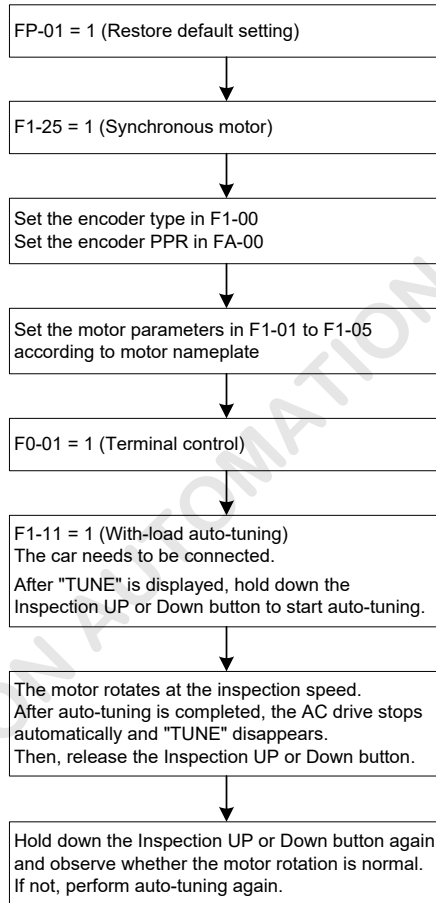 FP-01 = 1 (Restore default setting)
F1-25 = 1 (Synchronous motor)
Set the encoder type in F1-00
Set the encoder PPR in FA-00
Set the motor parameters in F1-01 to F1-05
according to motor nameplate
F0-01 = 1 (Terminal control)
F1-11 = 1 (With-load auto-tuning)
The car needs to be connected.
After "TUNE" is displayed, hold down the
Inspection UP or Down button to start auto-tuning.
The motor rotates at the inspection speed.
After auto-tuning is completed, the AC drive stops
automatically and "TUNE" disappears.
Then, release the Inspection UP or Down button.
Hold down the Inspection UP or Down button again
and observe whether the motor rotation is normal.
If not, perform auto-tuning again.
ON AUTOMATION